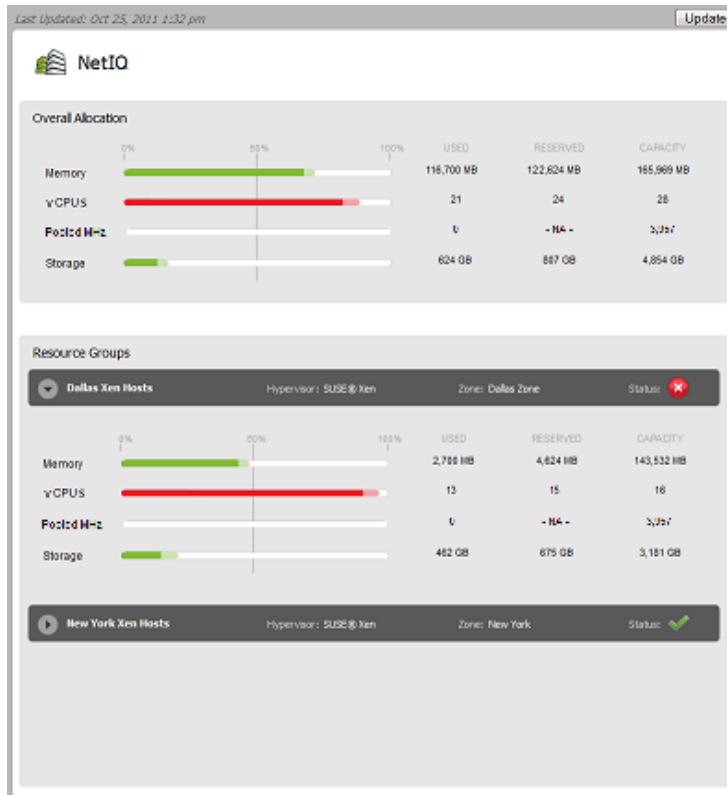 Last Updated: Oct 25, 2011 1:32 pm Update
NetIQ
Overall Allocation
0% 50% 100% USED RESERVED CAPACITY
Memory 116,700 MB 122,624 MB 165,969 MB
vCPUS 21 24 28
Pooled MHz 0 - NA - 3,957
Storage 624 GB 807 GB 4,854 GB
Resource Groups
Dallas Xen Hosts Hypervisor: SUSE® Xen Zone: Dallas Zone Status:
0% 50% 100% USED RESERVED CAPACITY
Memory 2,700 MB 4,624 MB 143,532 MB
vCPUS 13 15 16
Pooled MHz 0 - NA - 3,957
Storage 462 GB 675 GB 3,181 GB
New York Xen Hosts Hypervisor: SUSE® Xen Zone: New York Status: